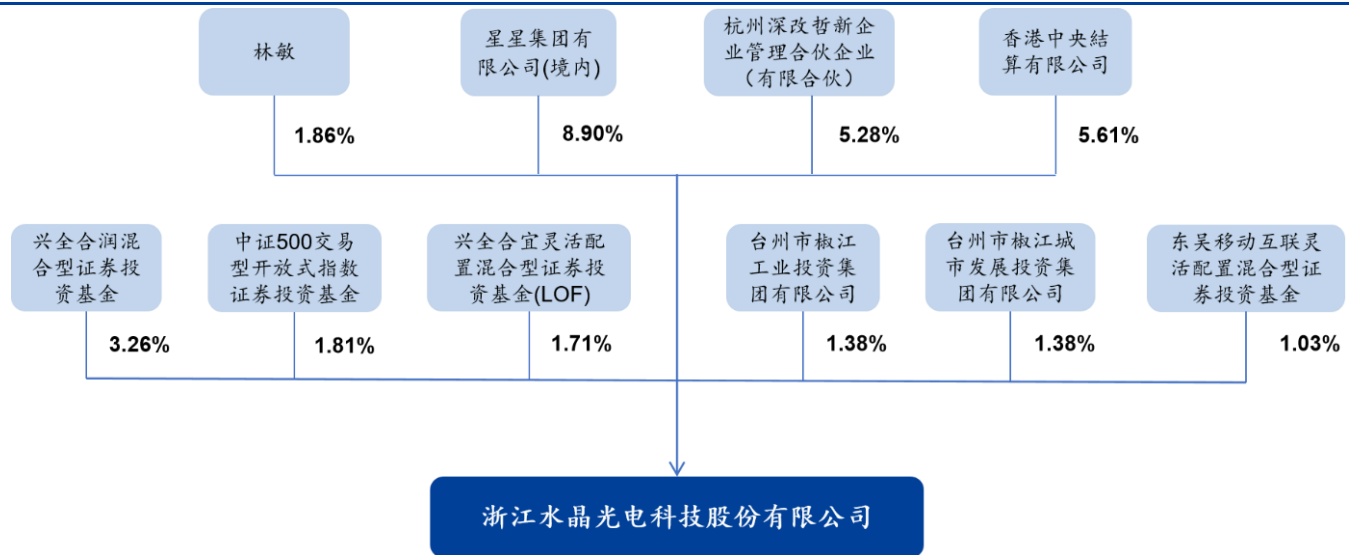 林敏
星星集团有
限公司(境内)
杭州深改哲新企
业管理合伙企业
（有限合伙）
香港中央结
算有限公司
1.86%
8.90%
5.28%
5.61%
兴全合润混
合型证券投
资基金
中证500交易
型开放式指数
证券投资基金
兴全合宜灵活配
置混合型证券投
资基金(LOF)
台州市椒江
工业投资集
团有限公司
台州市椒江城
市发展投资集
团有限公司
东吴移动互联灵
活配置混合型证
券投资基金
3.26%
1.81%
1.71%
1.38%
1.38%
1.03%
浙江水晶光电科技股份有限公司